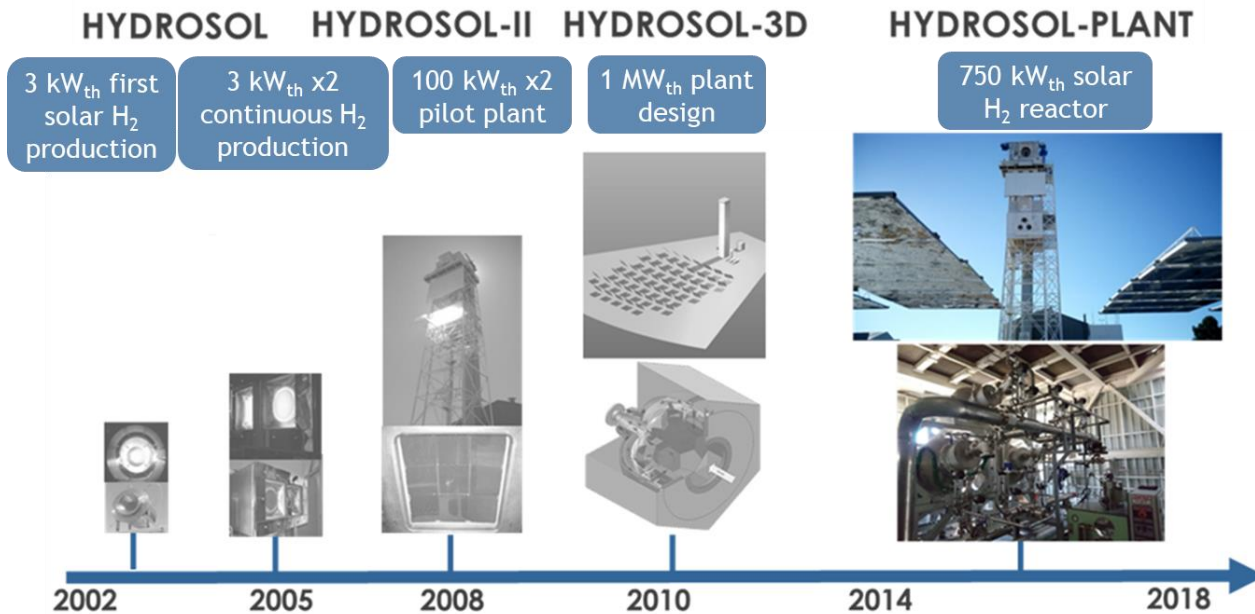 HYDROSOL
HYDROSOL-II
HYDROSOL-3D
HYDROSOL-PLANT
3 kWth first
solar H2
production
3 kWth x2
continuous H2
production
100 kWth x2
pilot plant
1 MWth plant
design
750 kWth solar
H2 reactor
2002
2005
2008
2010
2014
2018